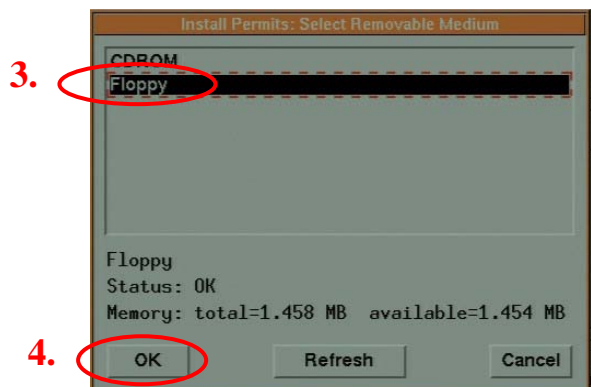 Install Permits: Select Removable Medium
CDROM
3.
Floppy
Floppy
Status: OK
Memory: total=1.458 MB available=1.454 MB
4.
OK Refresh Cancel